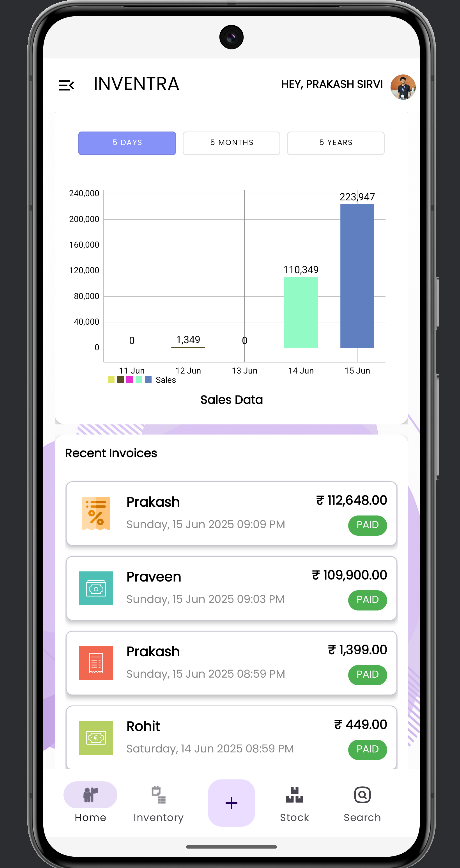 INVENTRA
HEY, PRAKASH SIRVI
5 DAYS
5 MONTHS
5 YEARS
240,000
200,000
160,000
120,000
80,000
40,000
0
0
1,349
0
110,349
223,947
11 Jun
12 Jun
13 Jun
14 Jun
15 Jun
Sales
Sales Data
Recent Invoices
Prakash
₹ 112,648.00
Sunday, 15 Jun 2025 09:09 PM
PAID
Praveen
₹ 109,900.00
Sunday, 15 Jun 2025 09:03 PM
PAID
Prakash
₹ 1,399.00
Sunday, 15 Jun 2025 08:59 PM
PAID
Rohit
₹ 449.00
Saturday, 14 Jun 2025 08:59 PM
PAID
+
Home
Inventory
Stock
Search